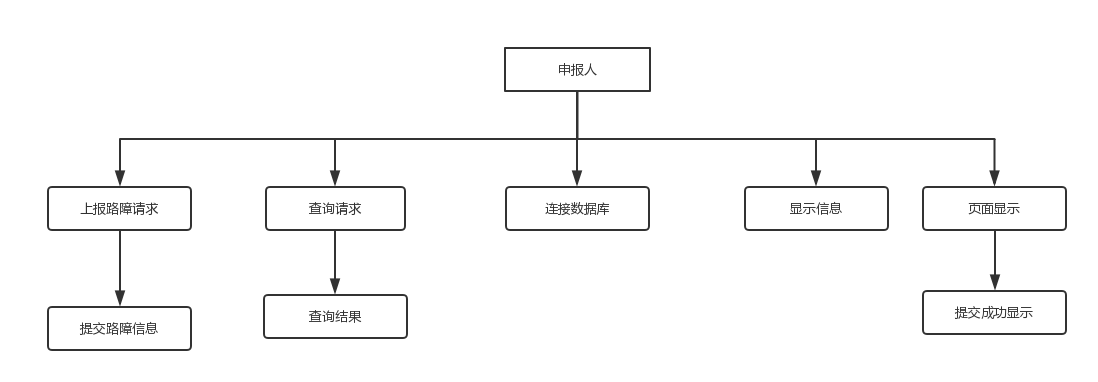 申报人
上报路障请求
查询请求
连接数据库
显示信息
页面显示
提交路障信息
查询结果
提交成功显示